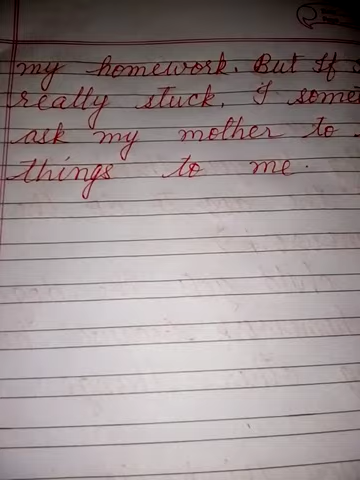 my homework. But If
really stuck, I some
ask my mother to
things to me.